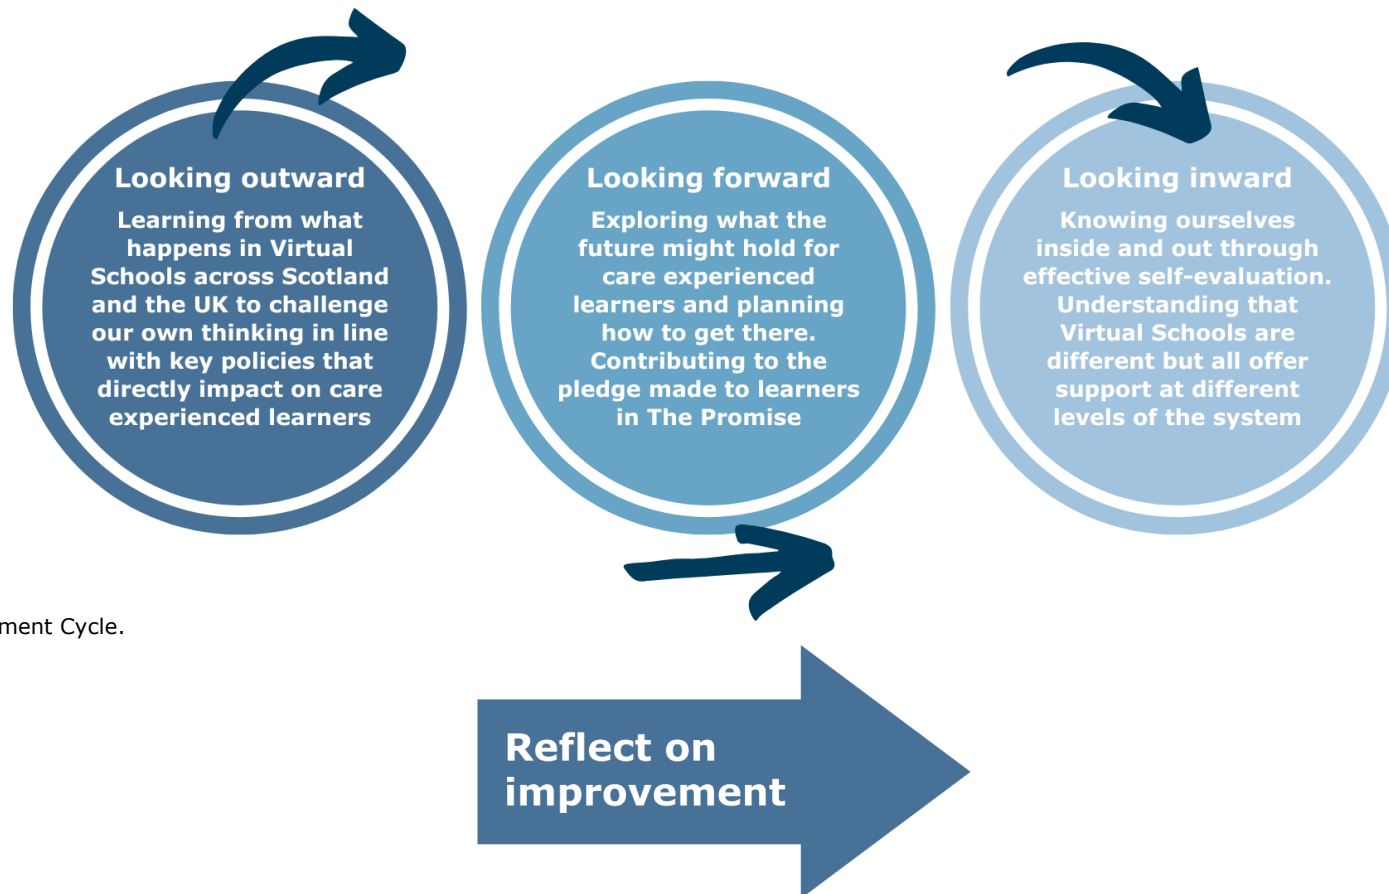 Looking outward
Learning from what
happens in Virtual
Schools across Scotland
and the UK to challenge
our own thinking in line
with key policies that
directly impact on care
experienced learners
Looking forward
Exploring what the
future might hold for
care experienced
learners and planning
how to get there.
Contributing to the
pledge made to learners
in The Promise
Looking inward
Knowing ourselves
inside and out through
effective self-evaluation.
Understanding that
Virtual Schools are
different but all offer
support at different
levels of the system
ment Cycle.
Reflect on
improvement